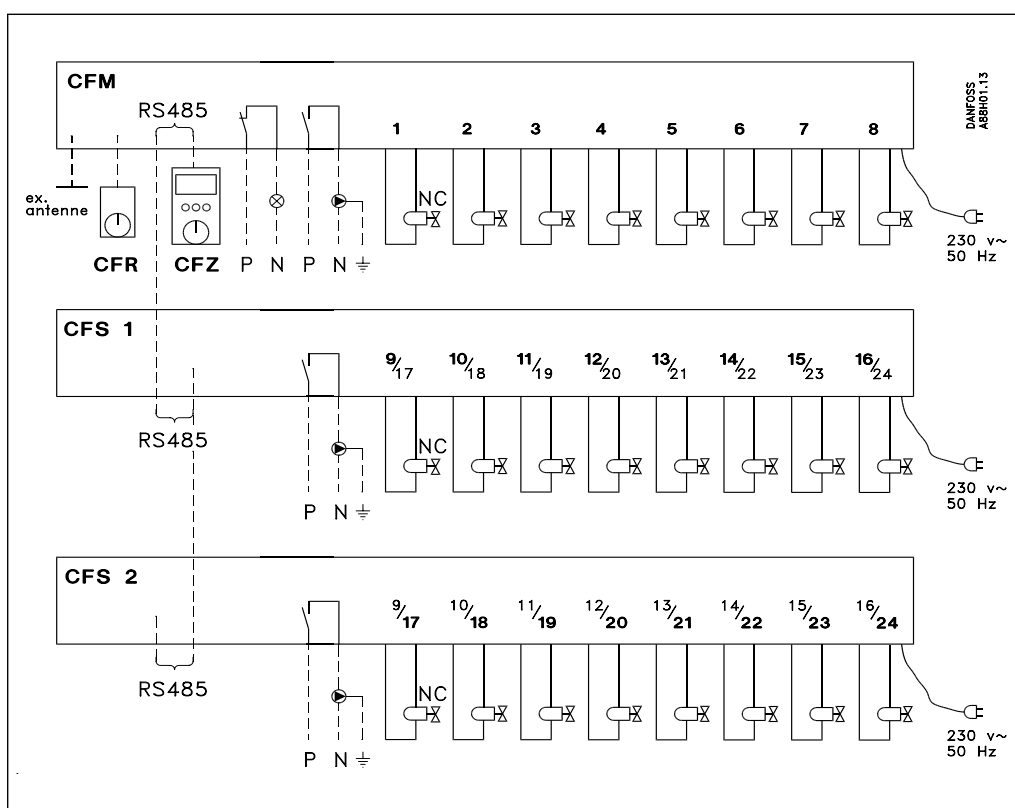 CFM
DANFOSS
A88H01.13
RS485
1 2 3 4 5 6 7 8
ex.
antenne
NC
CFR CFZ P N P N
230 v~
50 Hz
CFS 1
9/17 10/18 11/19 12/20 13/21 14/22 15/23 16/24
RS485
NC
230 v~
50 Hz
P N
CFS 2
9/17 10/18 11/19 12/20 13/21 14/22 15/23 16/24
RS485
NC
230 v~
50 Hz
P N